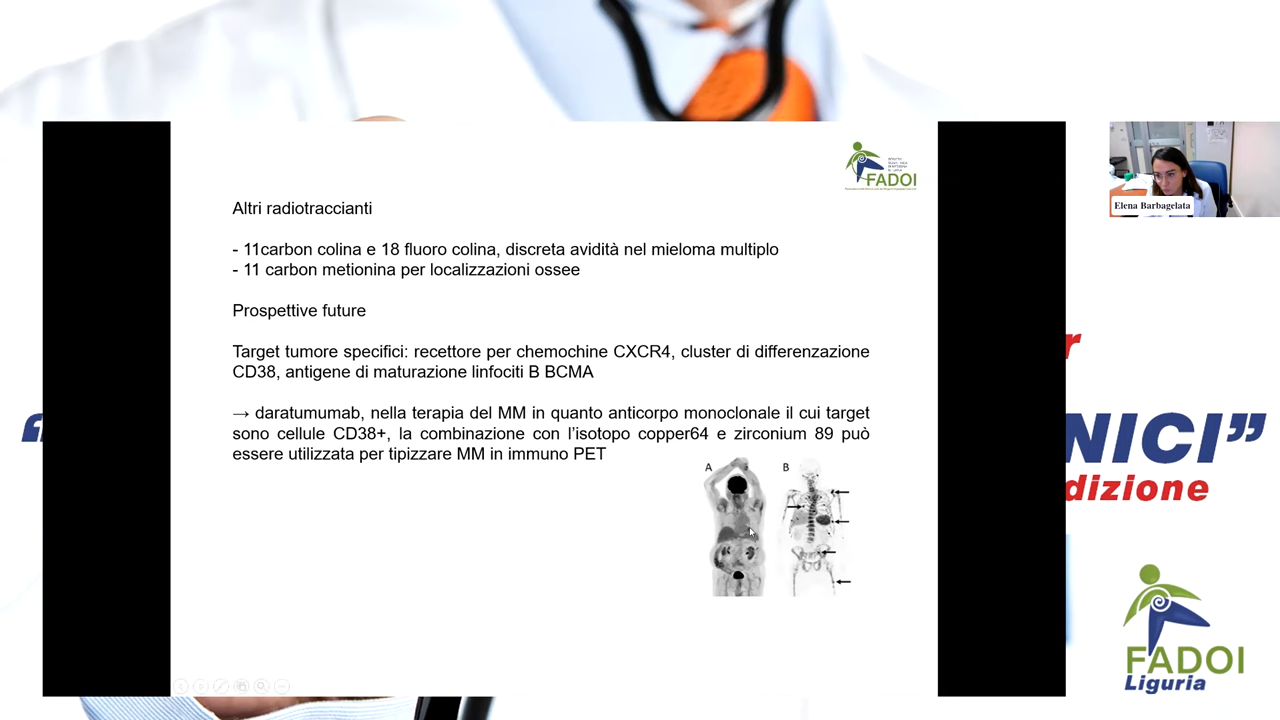 FADOI
Altri radiotraccianti
- 11carbon colina e 18 fluoro colina, discreta avidità nel mieloma multiplo
- 11 carbon metionina per localizzazioni ossee
Prospettive future
Target tumore specifici: recettore per chemochine CXCR4, cluster di differenzazione
CD38, antigene di maturazione linfociti B BCMA
→ daratumumab, nella terapia del MM in quanto anticorpo monoclonale il cui target
sono cellule CD38+, la combinazione con l'isotopo copper64 e zirconium 89 può
essere utilizzata per tipizzare MM in immuno PET
A B
Elena Barbagelata
r
“ NICI”
dizione
FADOI
Liguria